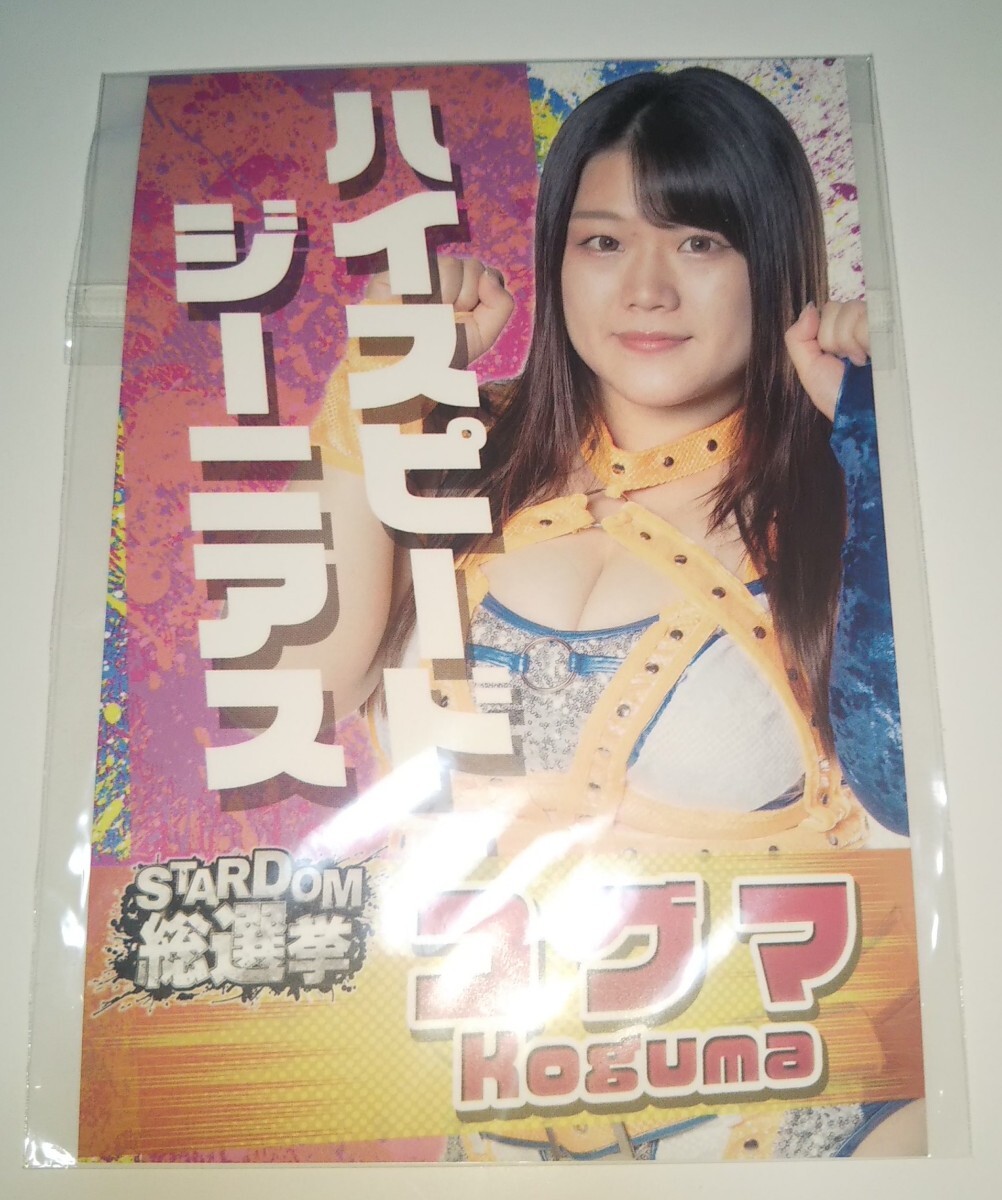 ハイスピード
ジーニアス
STARDOM
総選挙
コグマ
Koguma